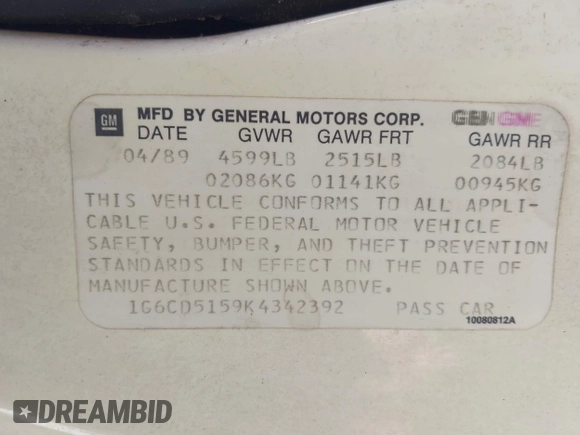 GM MFD BY GENERAL MOTORS CORP. GEN GME
DATE GVWR GAWR FRT GAWR RR
04/89 4599LB 2515LB 2084LB
02086KG 01141KG 00945KG
THIS VEHICLE CONFORMS TO ALL APPLI-
CABLE U.S. FEDERAL MOTOR VEHICLE
SAFETY, BUMPER, AND THEFT PREVENTION
STANDARDS IN EFFECT ON THE DATE OF
MANUFACTURE SHOWN ABOVE.
1G6CD5159K4342392 PASS CAR
10080812A
DREAMBID